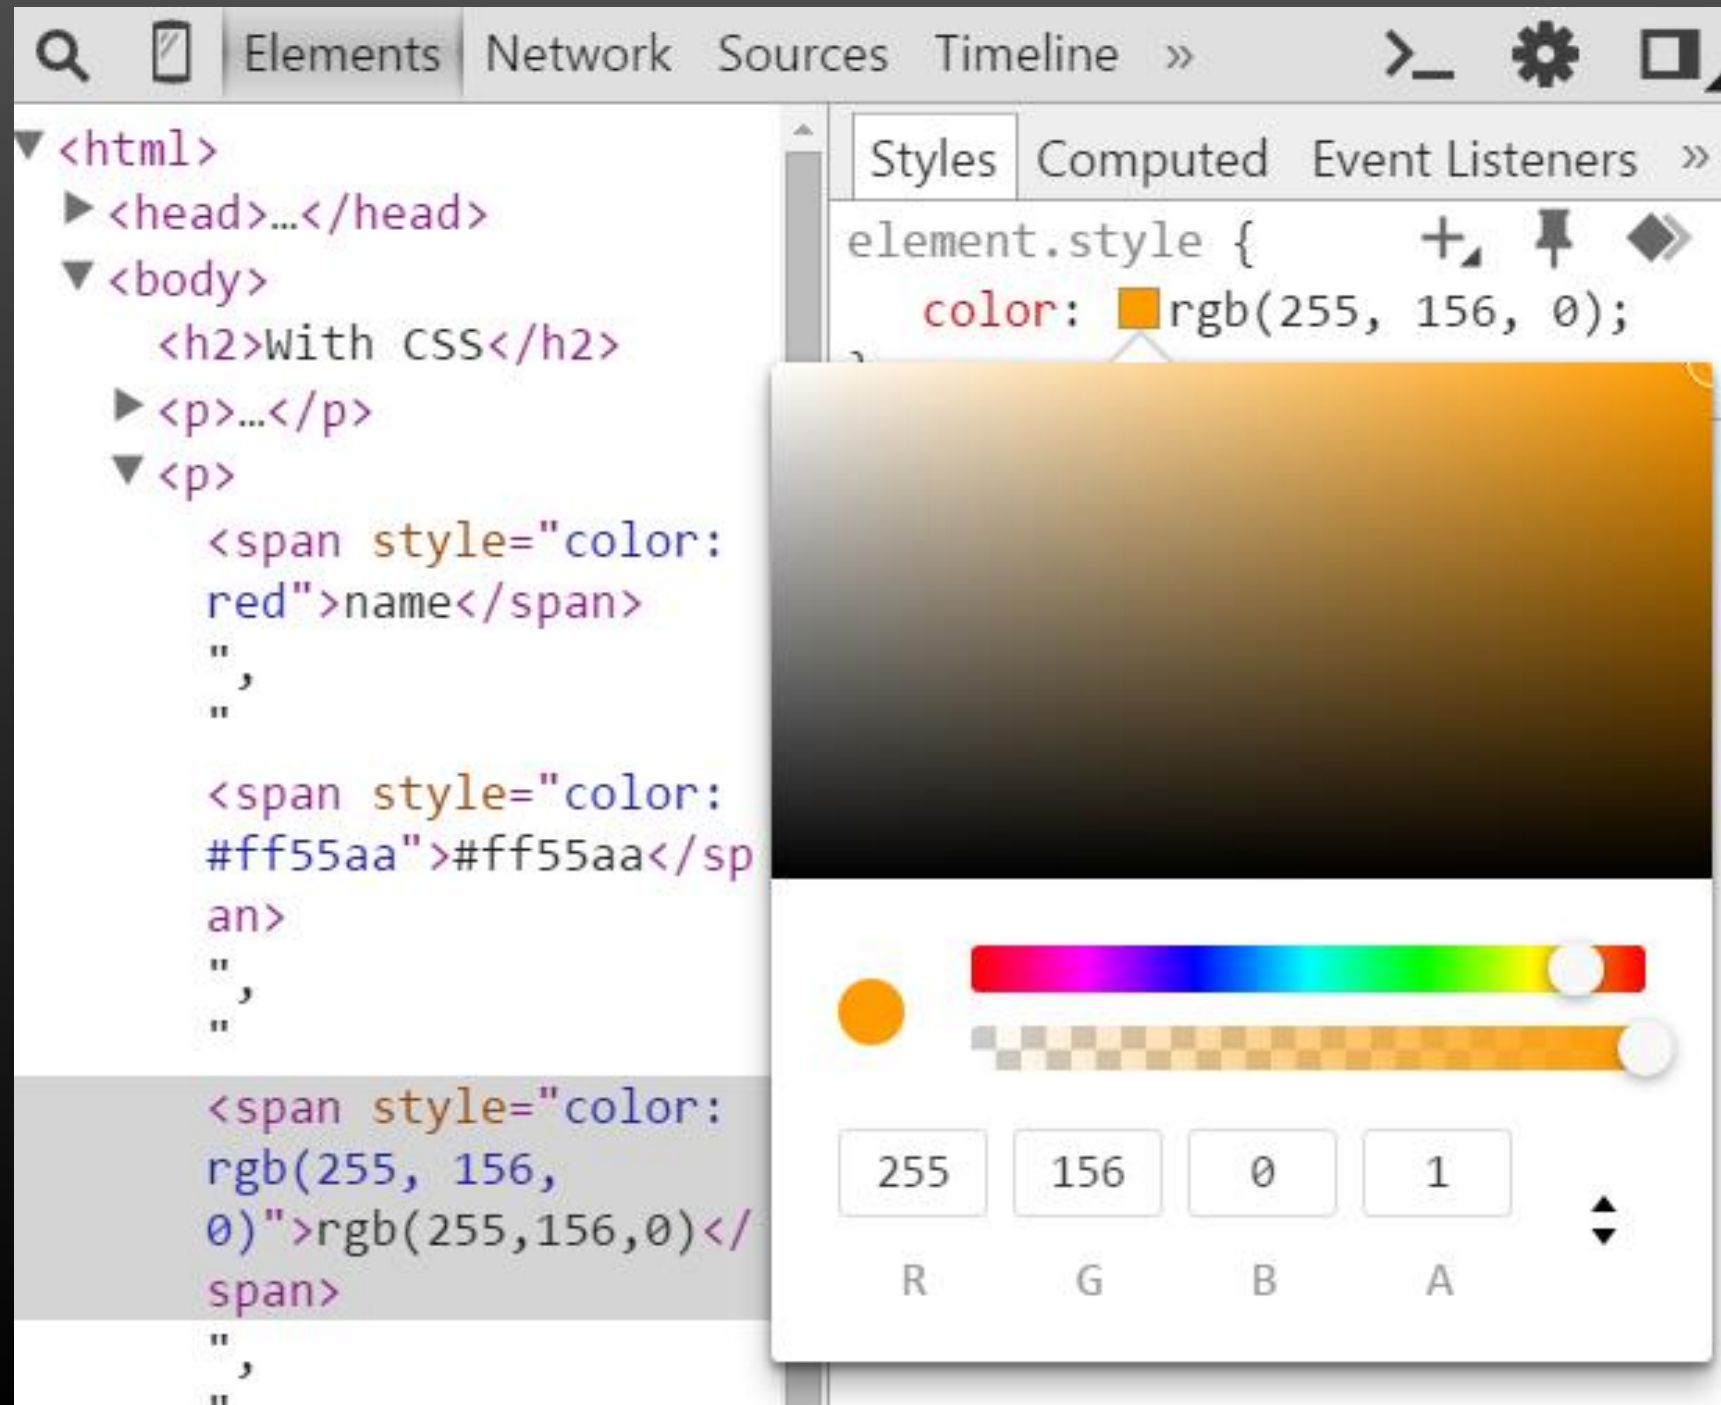 Elements Network Sources Timeline »
<html>
<head>…</head>
<body>
<h2>With CSS</h2>
<p>…</p>
<p>
<span style="color:
red">name</span>
",
"
<span style="color:
#ff55aa">#ff55aa</sp
an>
",
"
<span style="color:
rgb(255, 156,
0)">rgb(255,156,0)</
span>
",
"
Styles Computed Event Listeners »
element.style {
color: rgb(255, 156, 0);
}
255 156 0 1
R G B A